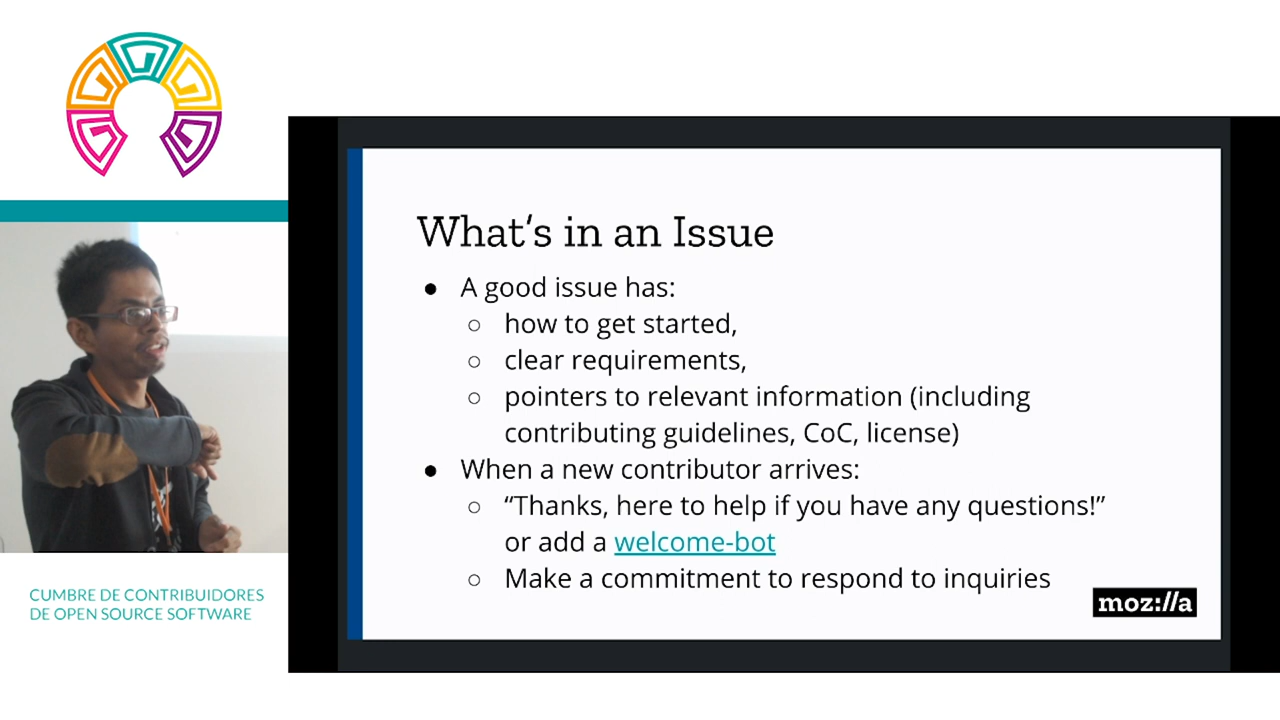 What's in an Issue
● A good issue has:
○ how to get started,
○ clear requirements,
○ pointers to relevant information (including
contributing guidelines, CoC, license)
● When a new contributor arrives:
○ “Thanks, here to help if you have any questions!”
or add a welcome-bot
○ Make a commitment to respond to inquiries
moz://a
CUMBRE DE CONTRIBUIDORES
DE OPEN SOURCE SOFTWARE